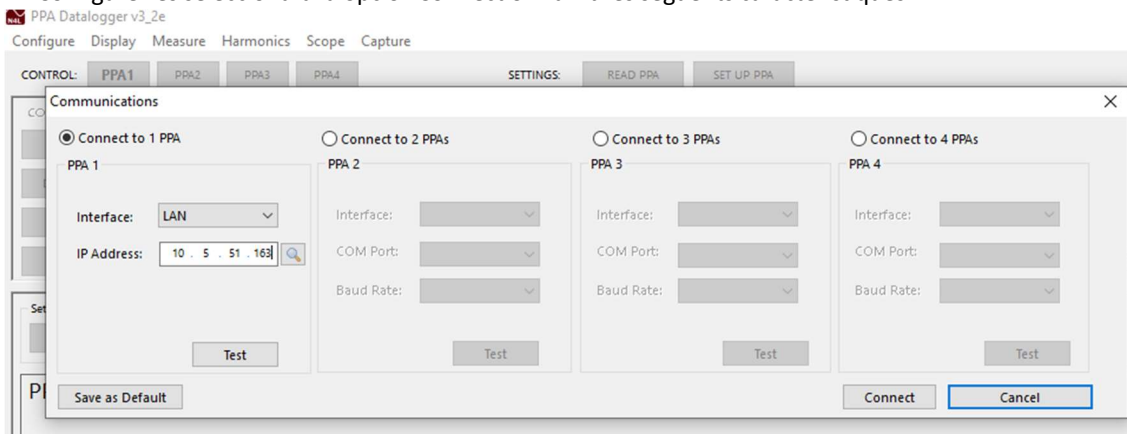 N4L PPA Datalogger v3_2e
Configure Display Measure Harmonics Scope Capture
CONTROL: PPA1 PPA2 PPA3 PPA4 SETTINGS: READ PPA SET UP PPA
Communications
CO
Connect to 1 PPA Connect to 2 PPAs Connect to 3 PPAs Connect to 4 PPAs
PPA 1 PPA 2 PPA 3 PPA 4
Interface: LAN Interface: Interface: Interface:
IP Address: 10 . 5 . 51 . 163 COM Port: COM Port: COM Port:
Baud Rate: Baud Rate: Baud Rate:
Set
Test Test Test Test
Save as Default Connect Cancel